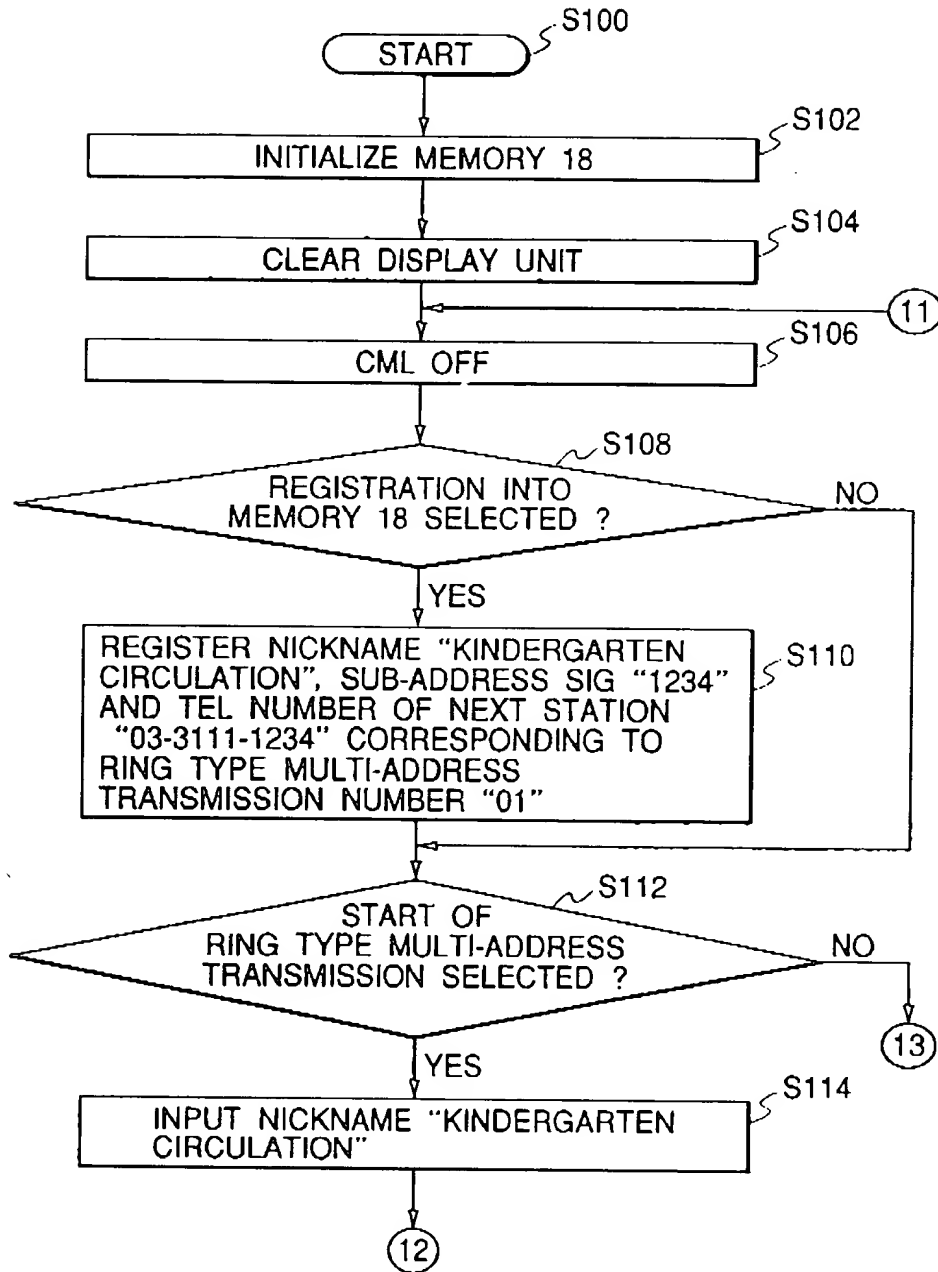 START
S100
INITIALIZE MEMORY 18
S102
CLEAR DISPLAY UNIT
S104
11
CML OFF
S106
REGISTRATION INTO
MEMORY 18 SELECTED ?
S108
NO
YES
REGISTER NICKNAME “KINDERGARTEN
CIRCULATION”, SUB-ADDRESS SIG “1234”
AND TEL NUMBER OF NEXT STATION
“03-3111-1234” CORRESPONDING TO
RING TYPE MULTI-ADDRESS
TRANSMISSION NUMBER “01”
S110
START OF
RING TYPE MULTI-ADDRESS
TRANSMISSION SELECTED ?
S112
NO
13
YES
INPUT NICKNAME “KINDERGARTEN
CIRCULATION”
S114
12